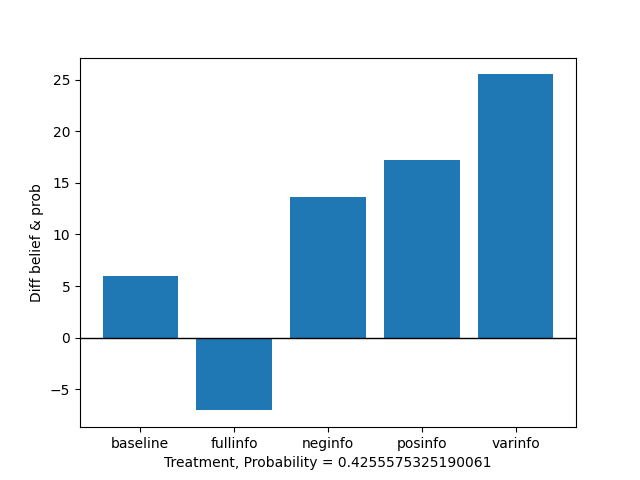 Diff belief & prob
25
20
15
10
5
0
−5
baseline fullinfo neginfo posinfo varinfo
Treatment, Probability = 0.4255575325190061